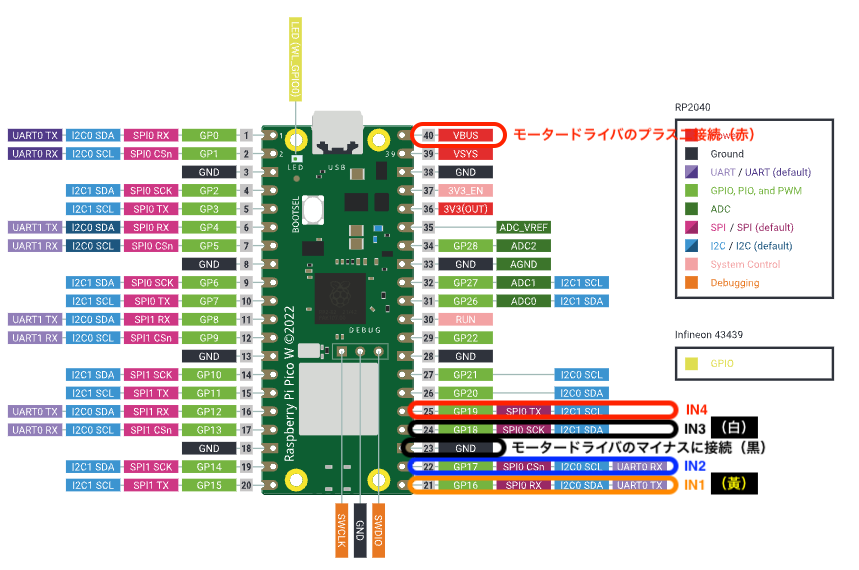 LED (WL_GPIO0)
RP2040
UART0 TX I2C0 SDA SPI0 RX GP0 1
40 VBUS モータードライバのプラスに接続（赤）
UART0 RX I2C0 SCL SPI0 CSn GP1 2
39 VSYS
Ground
GND 3
38 GND
UART / UART (default)
I2C1 SDA SPI0 SCK GP2 4
37 3V3_EN
GPIO, PIO, and PWM
I2C1 SCL SPI0 TX GP3 5
36 3V3(OUT)
ADC
UART1 TX I2C0 SDA SPI0 RX GP4 6
35 ADC_VREF
SPI / SPI (default)
UART1 RX I2C0 SCL SPI0 CSn GP5 7
34 GP28 ADC2
I2C / I2C (default)
GND 8
33 GND AGND
System Control
I2C1 SDA SPI0 SCK GP6 9
32 GP27 ADC1 I2C1 SCL
Debugging
I2C1 SCL SPI0 TX GP7 10
31 GP26 ADC0 I2C1 SDA
UART1 TX I2C0 SDA SPI1 RX GP8 11
30 RUN
UART1 RX I2C0 SCL SPI1 CSn GP9 12
29 GP22
Infineon 43439
GND 13
28 GND
GPIO
I2C1 SDA SPI1 SCK GP10 14
27 GP21 I2C0 SCL
I2C1 SCL SPI1 TX GP11 15
26 GP20 I2C0 SDA
UART0 TX I2C0 SDA SPI1 RX GP12 16
25 GP19 SPI0 TX I2C1 SCL IN4
UART0 RX I2C0 SCL SPI1 CSn GP13 17
24 GP18 SPI0 SCK I2C1 SDA IN3 （白）
GND 18
23 GND モータードライバのマイナスに接続（黒）
I2C1 SDA SPI1 SCK GP14 19
22 GP17 SPI0 CSn I2C0 SCL UART0 RX IN2
I2C1 SCL SPI1 TX GP15 20
21 GP16 SPI0 RX I2C0 SDA UART0 TX IN1 （黄）
1
2
39
LED
USB
BOOTSEL
DEBUG
Raspberry Pi Pico W ©2022
SWCLK
GND
SWDIO